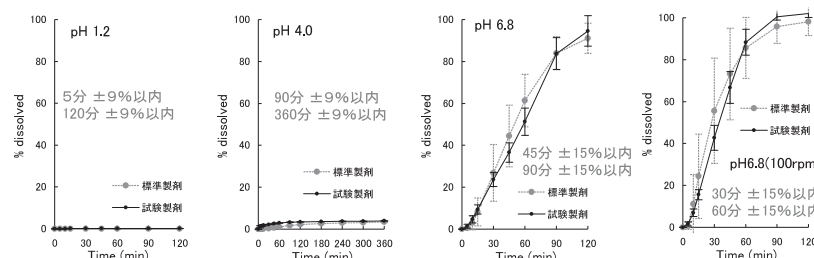 pH 1.2
5分 ±9%以内
120分 ±9%以内
標準製剤
試験製剤
% dissolved
100
80
60
40
20
0
0 30 60 90 120
Time (min)
pH 4.0
90分 ±9%以内
360分 ±9%以内
標準製剤
試験製剤
% dissolved
100
80
60
40
20
0
0 60 120 180 240 300 360
Time (min)
pH 6.8
45分 ±15%以内
90分 ±15%以内
標準製剤
試験製剤
% dissolved
100
80
60
40
20
0
0 30 60 90 120
Time (min)
標準製剤
試験製剤
pH6.8(100rpm
30分 ±15%以内
60分 ±15%以内
% dissolved
100
80
60
40
20
0
0 30 60 90 120
Time (min)